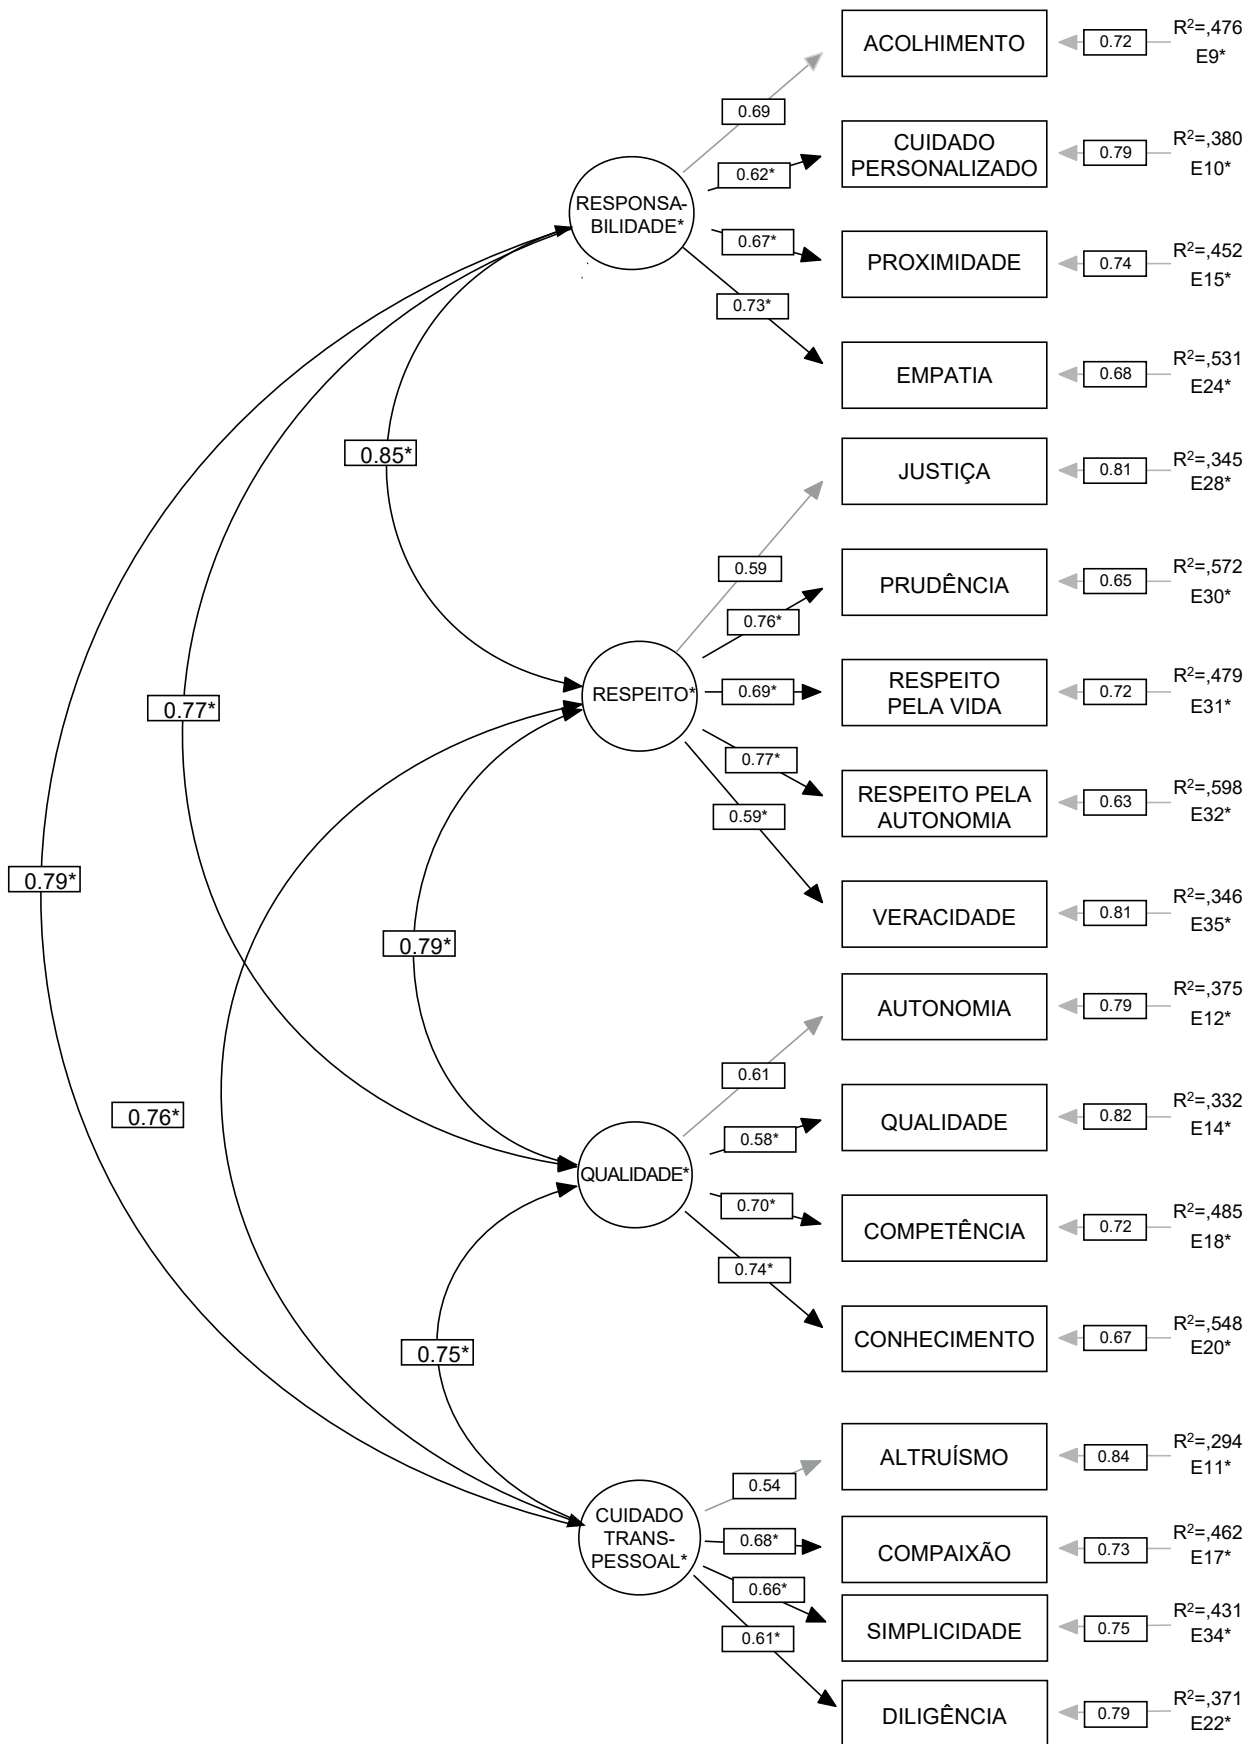 ACOLHIMENTO
0.72
R²=,476
E9*
0.69
CUIDADO
PERSONALIZADO
0.79
R²=,380
E10*
0.62*
RESPONSA-
BILIDADE*
0.67*
PROXIMIDADE
0.74
R²=,452
E15*
0.73*
EMPATIA
0.68
R²=,531
E24*
0.85*
JUSTIÇA
0.81
R²=,345
E28*
0.59
PRUDÊNCIA
0.65
R²=,572
E30*
0.76*
RESPEITO*
0.69*
RESPEITO
PELA VIDA
0.72
R²=,479
E31*
0.77*
0.77*
RESPEITO PELA
AUTONOMIA
0.63
R²=,598
E32*
0.59*
0.79*
VERACIDADE
0.81
R²=,346
E35*
0.79*
AUTONOMIA
0.79
R²=,375
E12*
0.61
0.76*
QUALIDADE
0.82
R²=,332
E14*
0.58*
QUALIDADE*
0.70*
COMPETÊNCIA
0.72
R²=,485
E18*
0.74*
CONHECIMENTO
0.67
R²=,548
E20*
0.75*
ALTRUÍSMO
0.84
R²=,294
E11*
0.54
CUIDADO
TRANS-
PESSOAL*
0.68*
COMPAIXÃO
0.73
R²=,462
E17*
0.66*
SIMPLICIDADE
0.75
R²=,431
E34*
0.61*
DILIGÊNCIA
0.79
R²=,371
E22*